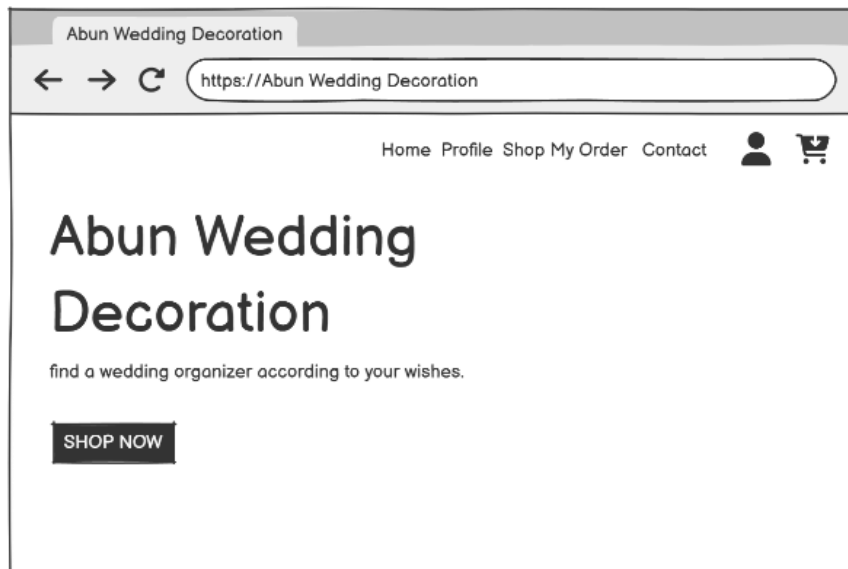 Abun Wedding Decoration
https://Abun Wedding Decoration
Home Profile Shop My Order Contact
Abun Wedding
Decoration
find a wedding organizer according to your wishes.
SHOP NOW